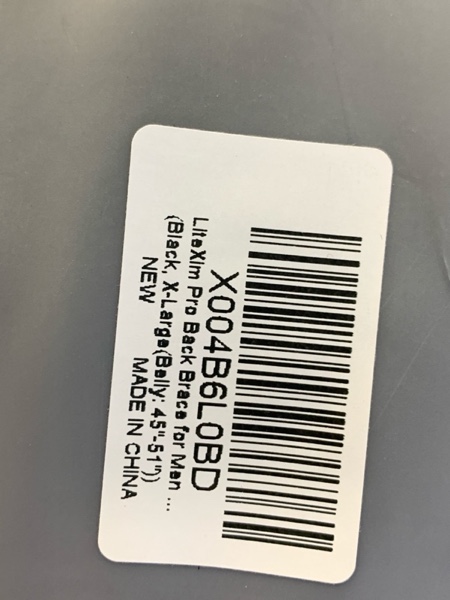 X004B6L0BD
LiteXim Pro Back Brace for Men ...
(Black, X-Large(Belly: 45"-51"))
NEW MADE IN CHINA